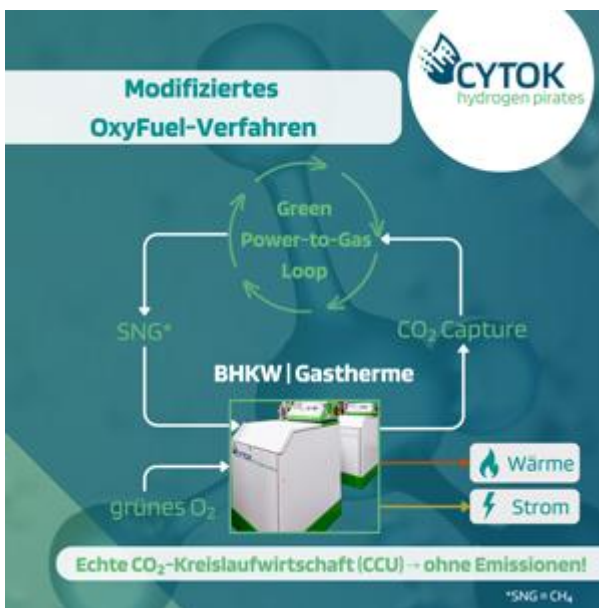 CYTOK
hydrogen pirates
Modifiziertes
OxyFuel-Verfahren
Green
Power-to-Gas
Loop
SNG*
CO₂ Capture
BHKW | Gastherme
CYTOK
Wärme
grünes O₂
Strom
Echte CO₂-Kreislaufwirtschaft (CCU) → ohne Emissionen!
*SNG = CH₄